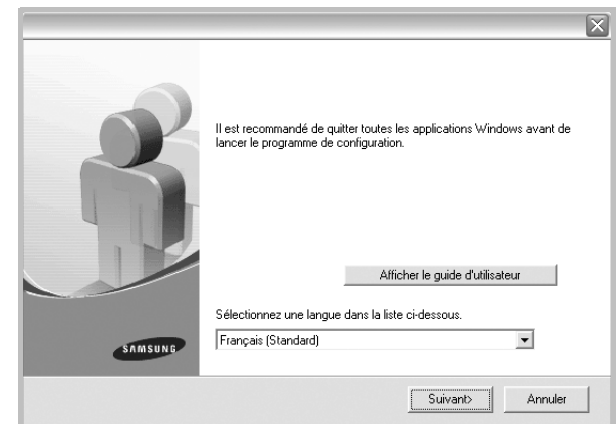 Il est recommandé de quitter toutes les applications Windows avant de
lancer le programme de configuration.
Afficher le guide d'utilisateur
Sélectionnez une langue dans la liste ci-dessous.
Français (Standard)
SAMSUNG
Suivant>
Annuler